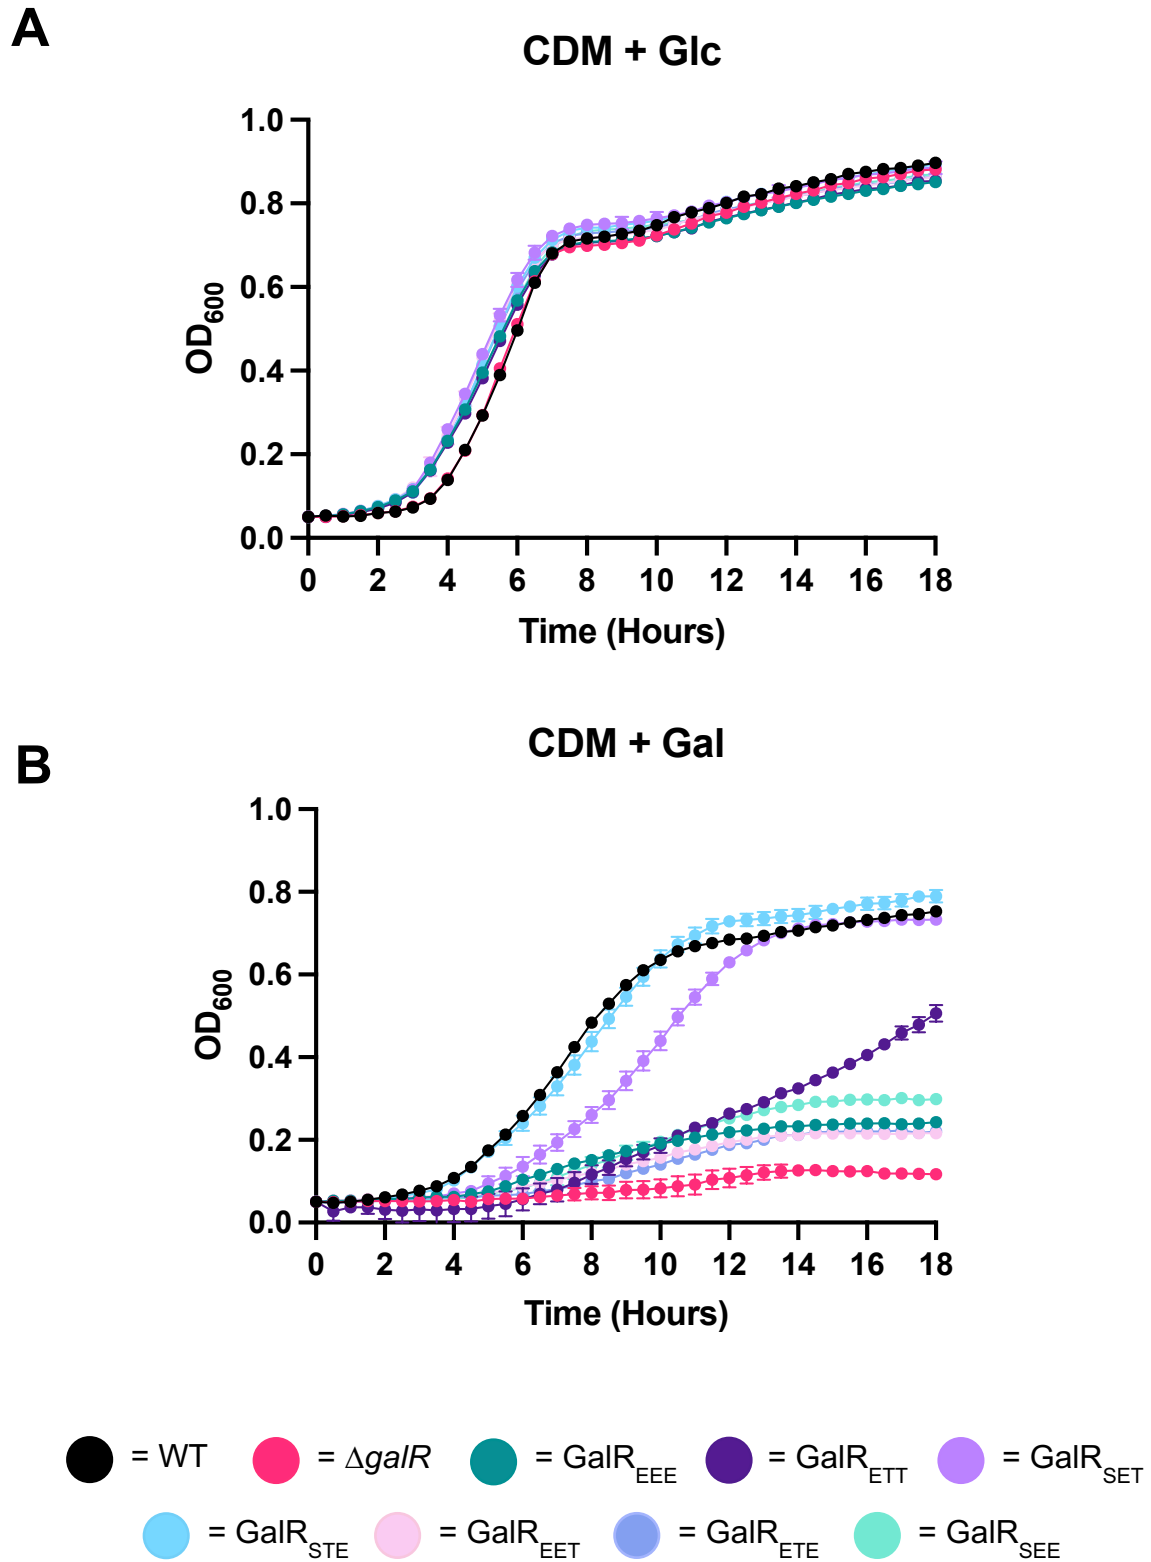 A
CDM + Glc
1.0
0.8
0.6
0.4
0.2
0.0
OD600
0 2 4 6 8 10 12 14 16 18
Time (Hours)
B
CDM + Gal
1.0
0.8
0.6
0.4
0.2
0.0
OD600
0 2 4 6 8 10 12 14 16 18
Time (Hours)
= WT = ΔgalR = GalREEE = GalRETT = GalRSET
= GalRSTE = GalREET = GalRETE = GalRSEE